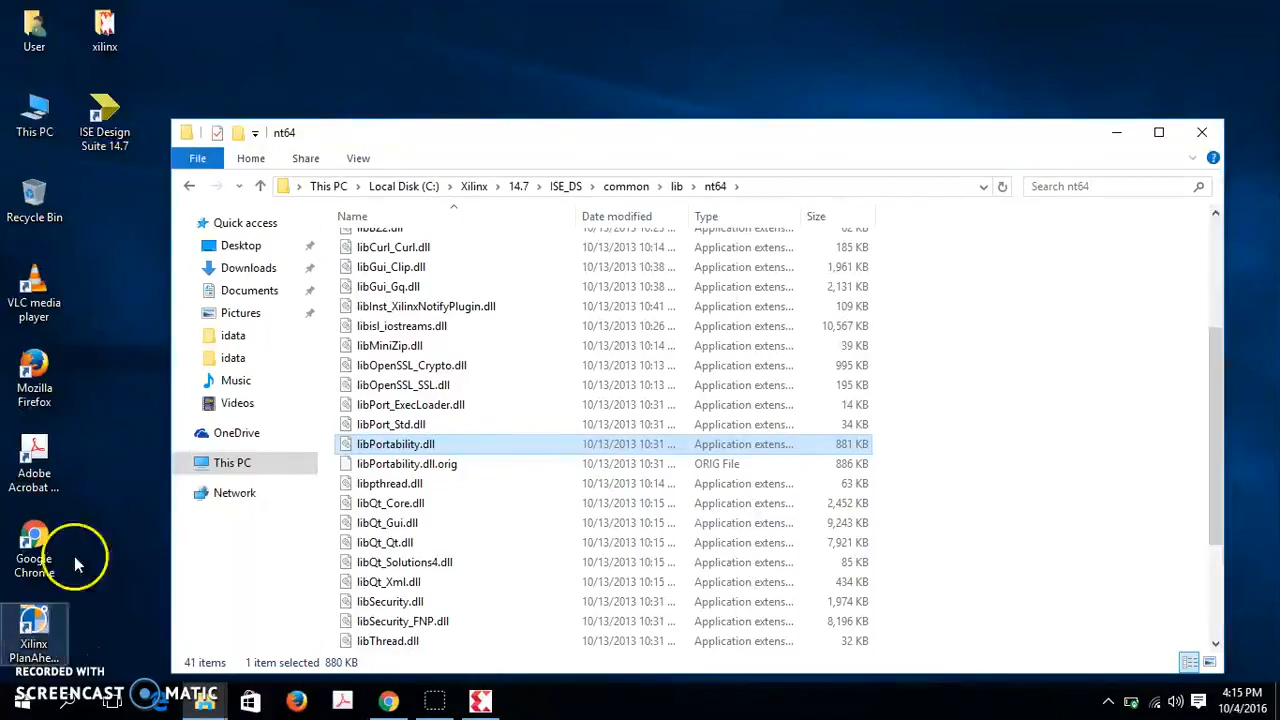 User
xilinx
This PC
ISE Design
Suite 14.7
Recycle Bin
VLC media
player
Mozilla
Firefox
Adobe
Acrobat ...
Google
Chrome
Xilinx
PlanAhe...
RECORDED WITH
SCREENCAST MATIC
nt64
File Home Share View
This PC Local Disk (C:) Xilinx 14.7 ISE_DS common lib nt64
Search nt64
Quick access
Desktop
Downloads
Documents
Pictures
idata
idata
Music
Videos
OneDrive
This PC
Network
Name Date modified Type Size
libCurl_Curl.dll 10/13/2013 10:14 ... Application extens... 185 KB
libGui_Clip.dll 10/13/2013 10:38 ... Application extens... 1,961 KB
libGui_Gq.dll 10/13/2013 10:38 ... Application extens... 2,131 KB
libInst_XilinxNotifyPlugin.dll 10/13/2013 10:41 ... Application extens... 109 KB
libisl_iostreams.dll 10/13/2013 10:26 ... Application extens... 10,567 KB
libMiniZip.dll 10/13/2013 10:31 ... Application extens... 39 KB
libOpenSSL_Crypto.dll 10/13/2013 10:13 ... Application extens... 995 KB
libOpenSSL_SSL.dll 10/13/2013 10:13 ... Application extens... 195 KB
libPort_ExecLoader.dll 10/13/2013 10:31 ... Application extens... 14 KB
libPort_Std.dll 10/13/2013 10:31 ... Application extens... 34 KB
libPortability.dll 10/13/2013 10:31 ... Application extens... 881 KB
libPortability.dll.orig 10/13/2013 10:31 ... ORIG File 886 KB
libpthread.dll 10/13/2013 10:14 ... Application extens... 63 KB
libQt_Core.dll 10/13/2013 10:15 ... Application extens... 2,452 KB
libQt_Gui.dll 10/13/2013 10:15 ... Application extens... 9,243 KB
libQt_Qt.dll 10/13/2013 10:15 ... Application extens... 7,921 KB
libQt_Solutions4.dll 10/13/2013 10:15 ... Application extens... 85 KB
libQt_Xml.dll 10/13/2013 10:15 ... Application extens... 434 KB
libSecurity.dll 10/13/2013 10:31 ... Application extens... 1,974 KB
libSecurity_FNP.dll 10/13/2013 10:31 ... Application extens... 8,196 KB
libThread.dll 10/13/2013 10:31 ... Application extens... 32 KB
41 items 1 item selected 880 KB
4:15 PM
10/4/2016